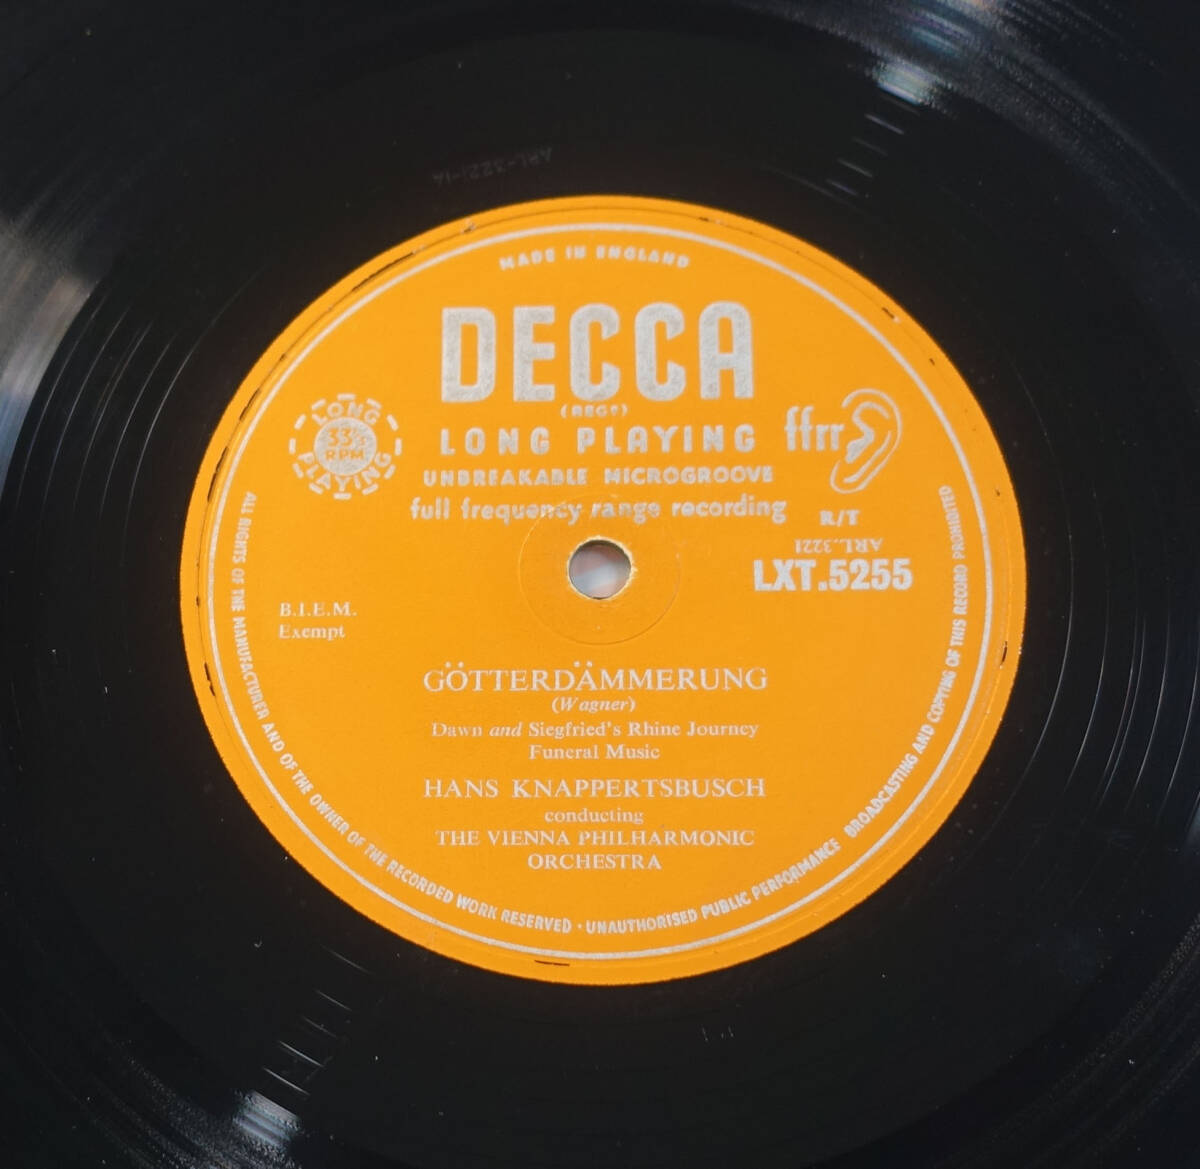 ARL-3221-1A
MADE IN ENGLAND
DECCA
(REGD)
LONG PLAYING
33⅓
RPM
LONG PLAYING
ffrr
UNBREAKABLE MICROGROOVE
full frequency range recording
R/T
ARL.3221
LXT.5255
B.I.E.M.
Exempt
GÖTTERDÄMMERUNG
(Wagner)
Dawn and Siegfried's Rhine Journey
Funeral Music
HANS KNAPPERTSBUSCH
conducting
THE VIENNA PHILHARMONIC
ORCHESTRA
ALL RIGHTS OF THE MANUFACTURER AND OF THE OWNER OF THE RECORDED WORK RESERVED · UNAUTHORISED PUBLIC PERFORMANCE BROADCASTING AND COPYING OF THIS RECORD PROHIBITED